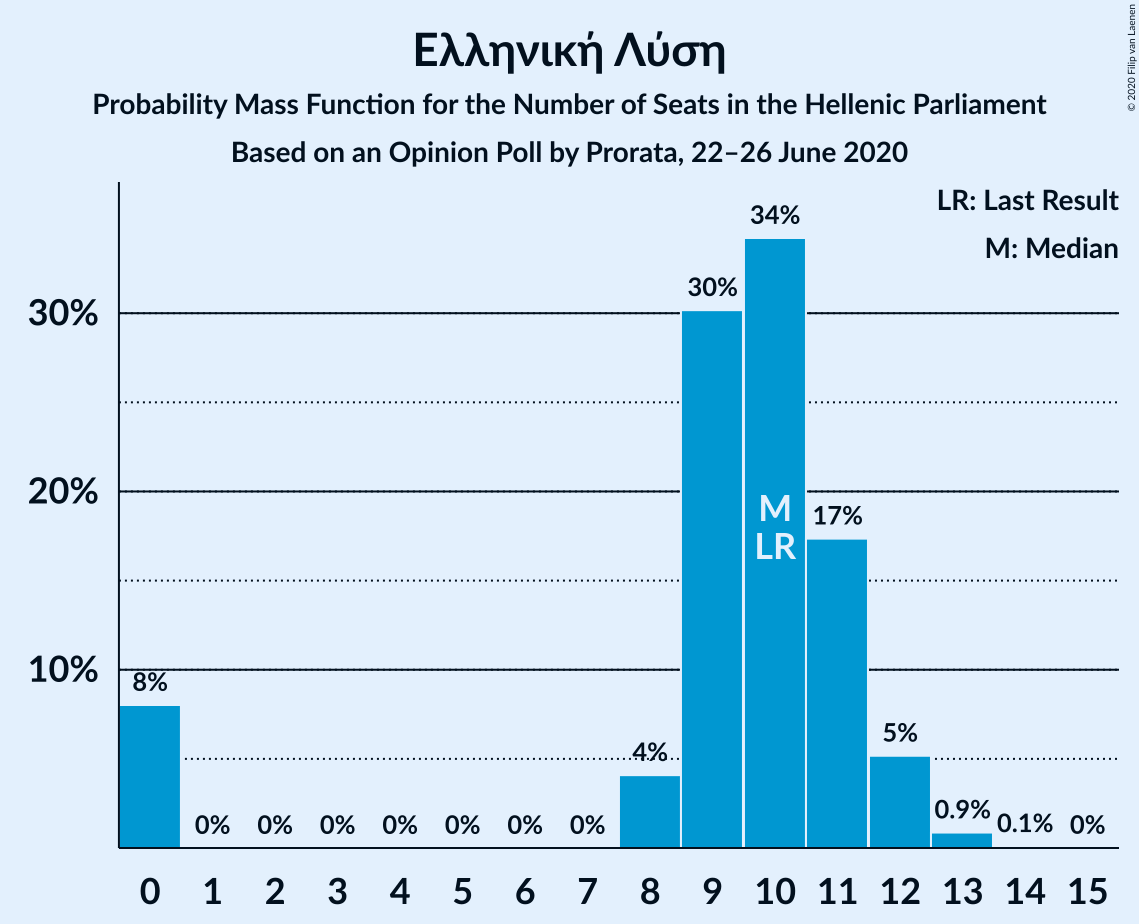 Ελληνική Λύση
Probability Mass Function for the Number of Seats in the Hellenic Parliament
Based on an Opinion Poll by Prorata, 22–26 June 2020
© 2020 Filip van Laenen
LR: Last Result
M: Median
30%
20%
10%
8%
0%
0%
0%
0%
0%
0%
0%
4%
30%
34%
M
LR
17%
5%
0.9%
0.1%
0%
0 1 2 3 4 5 6 7 8 9 10 11 12 13 14 15